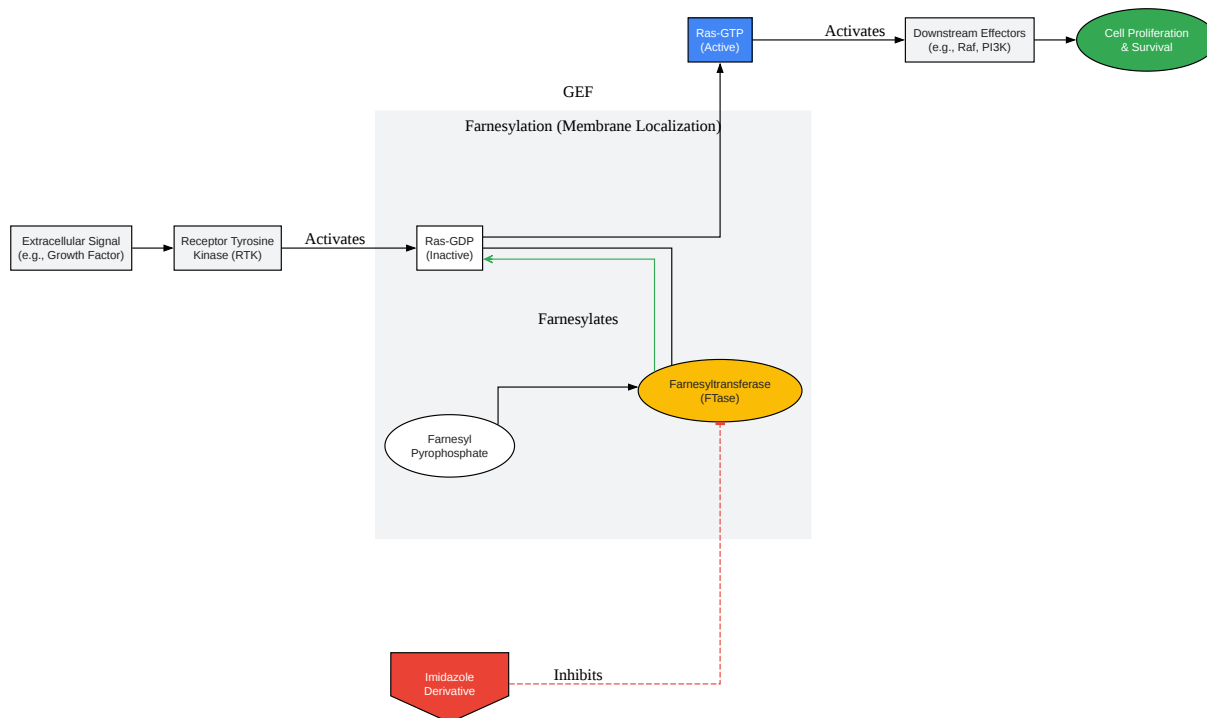 Ras-GTP
(Active)
Activates
Downstream Effectors
(e.g., Raf, PI3K)
Cell Proliferation
& Survival
GEF
Farnesylation (Membrane Localization)
Extracellular Signal
(e.g., Growth Factor)
Receptor Tyrosine
Kinase (RTK)
Activates
Ras-GDP
(Inactive)
Farnesylates
Farnesyltransferase
(FTase)
Farnesyl
Pyrophosphate
Imidazole
Derivative
Inhibits